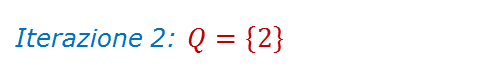 Iterazione 2: Q = {2}